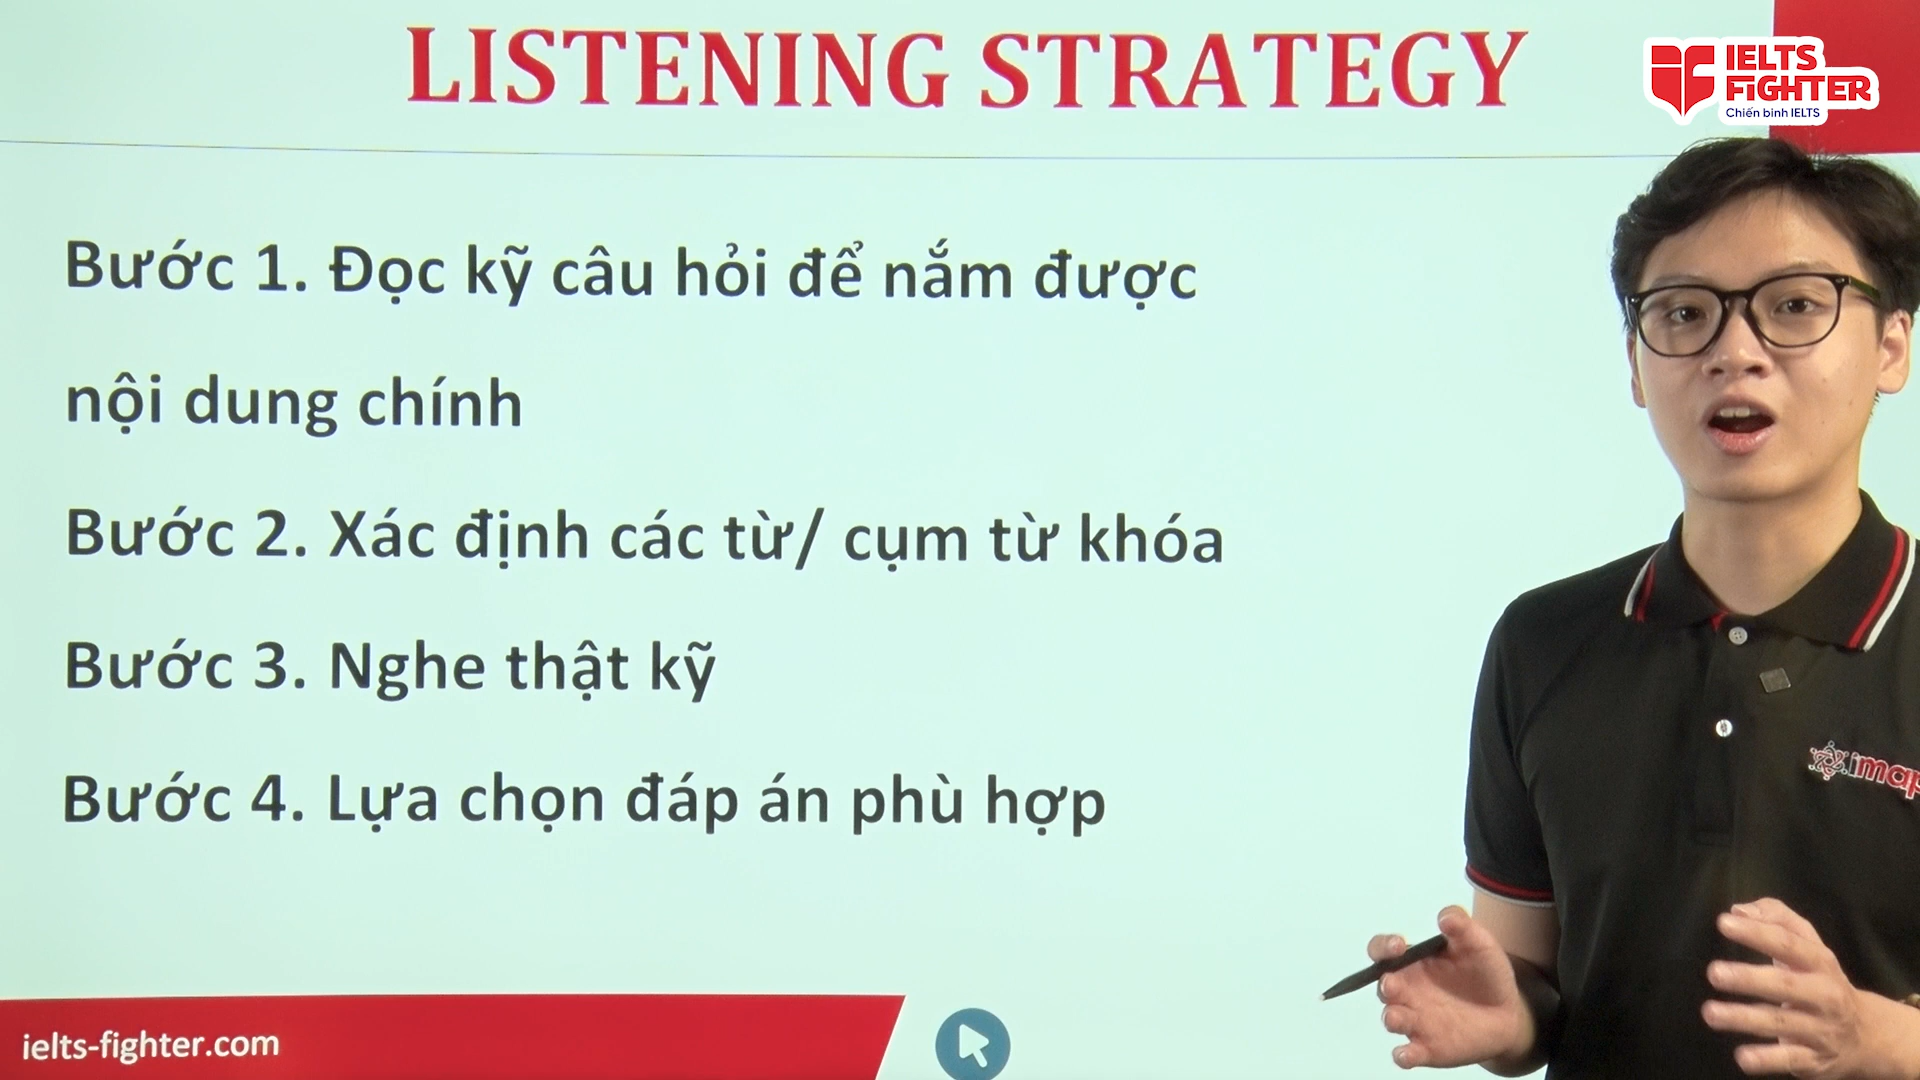 LISTENING STRATEGY
IELTS
FIGHTER
Chiến binh IELTS
Bước 1. Đọc kỹ câu hỏi để nắm được
nội dung chính
Bước 2. Xác định các từ/ cụm từ khóa
Bước 3. Nghe thật kỹ
Bước 4. Lựa chọn đáp án phù hợp
imap
ielts-fighter.com